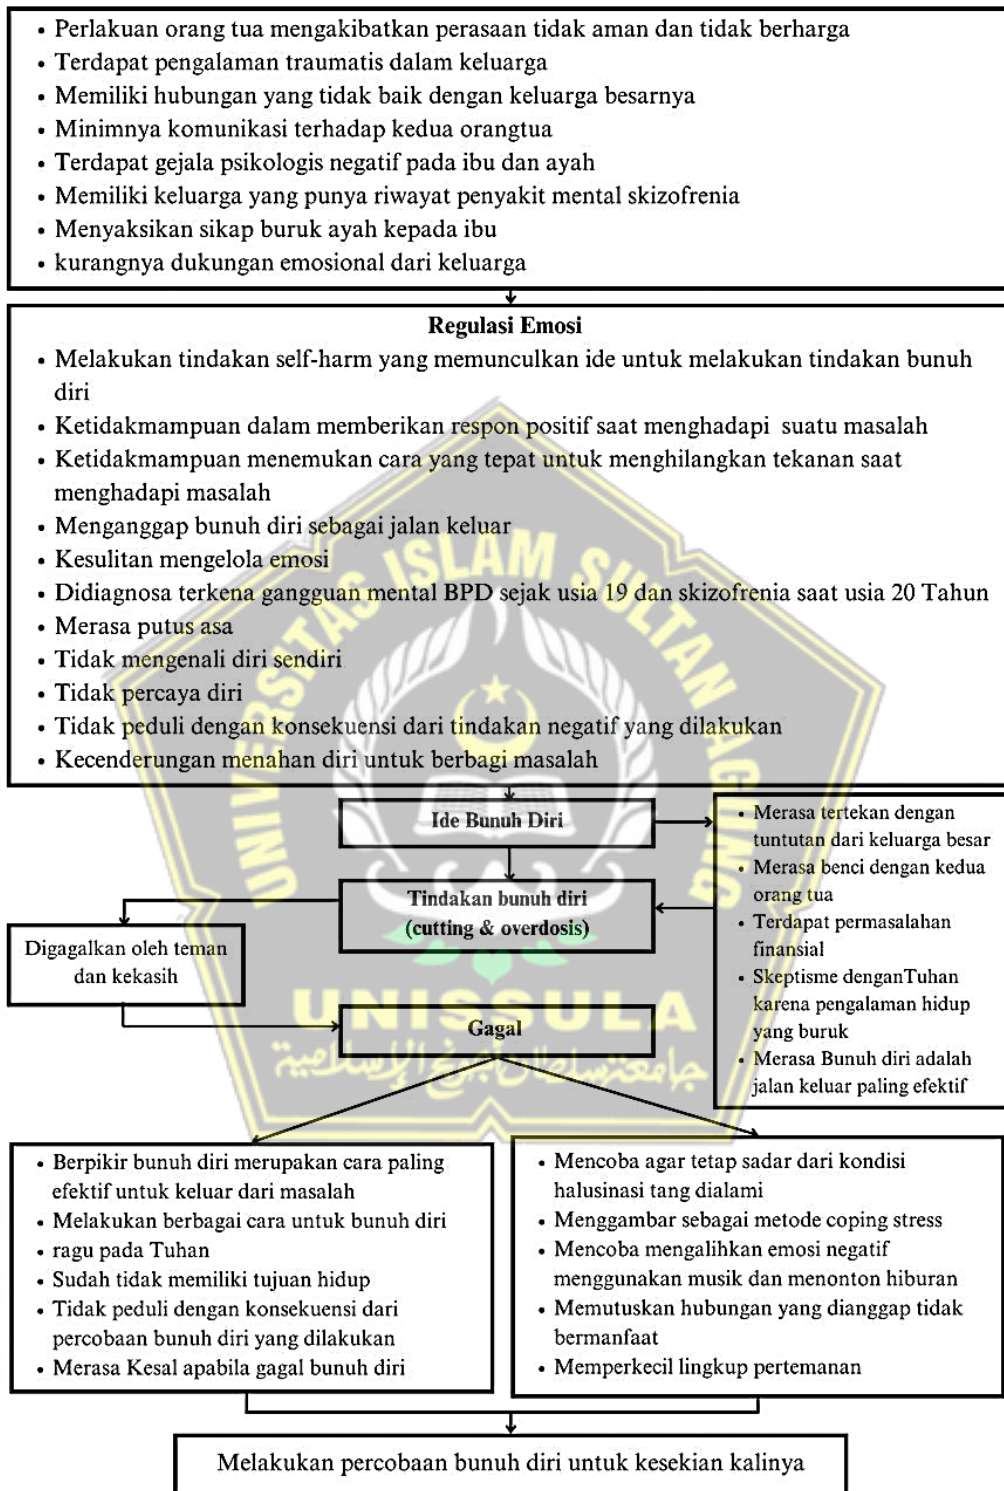 • Perlakuan orang tua mengakibatkan perasaan tidak aman dan tidak berharga
• Terdapat pengalaman traumatis dalam keluarga
• Memiliki hubungan yang tidak baik dengan keluarga besarnya
• Minimnya komunikasi terhadap kedua orangtua
• Terdapat gejala psikologis negatif pada ibu dan ayah
• Memiliki keluarga yang punya riwayat penyakit mental skizofrenia
• Menyaksikan sikap buruk ayah kepada ibu
• kurangnya dukungan emosional dari keluarga
Regulasi Emosi
• Melakukan tindakan self-harm yang memunculkan ide untuk melakukan tindakan bunuh
diri
• Ketidakmampuan dalam memberikan respon positif saat menghadapi suatu masalah
• Ketidakmampuan menemukan cara yang tepat untuk menghilangkan tekanan saat
menghadapi masalah
• Menganggap bunuh diri sebagai jalan keluar
• Kesulitan mengelola emosi
• Didiagnosa terkena gangguan mental BPD sejak usia 19 dan skizofrenia saat usia 20 Tahun
• Merasa putus asa
• Tidak mengenali diri sendiri
• Tidak percaya diri
• Tidak peduli dengan konsekuensi dari tindakan negatif yang dilakukan
• Kecenderungan menahan diri untuk berbagi masalah
Ide Bunuh Diri
• Merasa tertekan dengan
tuntutan dari keluarga besar
• Merasa benci dengan kedua
orang tua
• Terdapat permasalahan
finansial
• Skeptisme denganTuhan
karena pengalaman hidup
yang buruk
• Merasa Bunuh diri adalah
jalan keluar paling efektif
Tindakan bunuh diri
(cutting & overdosis)
Digagalkan oleh teman
dan kekasih
Gagal
• Berpikir bunuh diri merupakan cara paling
efektif untuk keluar dari masalah
• Melakukan berbagai cara untuk bunuh diri
• ragu pada Tuhan
• Sudah tidak memiliki tujuan hidup
• Tidak peduli dengan konsekuensi dari
percobaan bunuh diri yang dilakukan
• Merasa Kesal apabila gagal bunuh diri
• Mencoba agar tetap sadar dari kondisi
halusinasi tang dialami
• Menggambar sebagai metode coping stress
• Mencoba mengalihkan emosi negatif
menggunakan musik dan menonton hiburan
• Memutuskan hubungan yang dianggap tidak
bermanfaat
• Memperkecil lingkup pertemanan
Melakukan percobaan bunuh diri untuk kesekian kalinya
UNIVERSITAS ISLAM SULTAN AGUNG
UNISSULA
جامعة سلطان أجونج الإسلامية